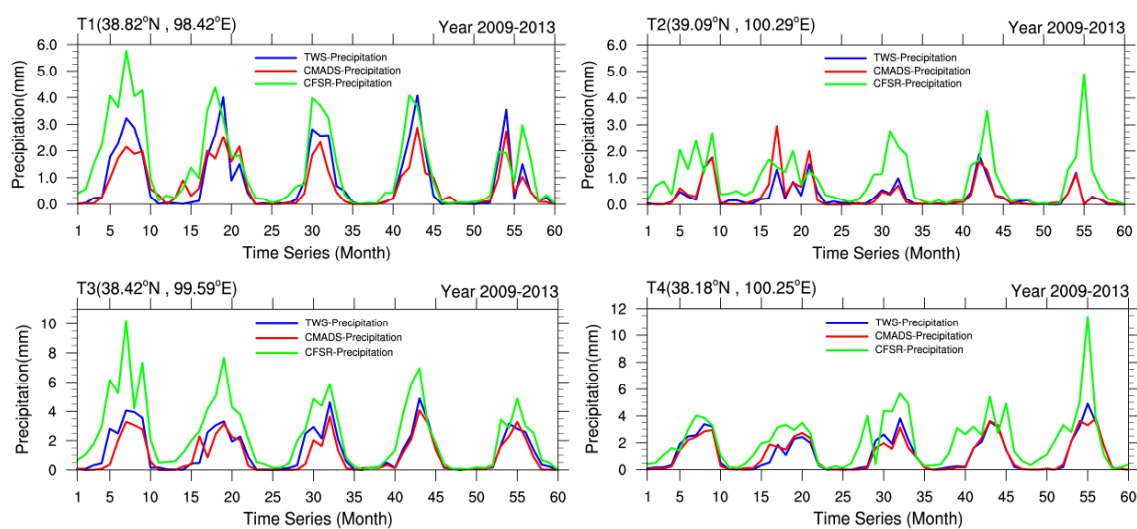 T1(38.82°N , 98.42°E) Year 2009-2013
6.0
5.0
4.0
3.0
2.0
1.0
0.0
Precipitation(mm)
TWS-Precipitation
CMADS-Precipitation
CFSR-Precipitation
1 5 10 15 20 25 30 35 40 45 50 55 60
Time Series (Month)
T2(39.09°N , 100.29°E) Year 2009-2013
6.0
5.0
4.0
3.0
2.0
1.0
0.0
Precipitation(mm)
TWS-Precipitation
CMADS-Precipitation
CFSR-Precipitation
1 5 10 15 20 25 30 35 40 45 50 55 60
Time Series (Month)
T3(38.42°N , 99.59°E) Year 2009-2013
10
8
6
4
2
0
Precipitation(mm)
TWS-Precipitation
CMADS-Precipitation
CFSR-Precipitation
1 5 10 15 20 25 30 35 40 45 50 55 60
Time Series (Month)
T4(38.18°N , 100.25°E) Year 2009-2013
12
10
8
6
4
2
0
Precipitation(mm)
TWS-Precipitation
CMADS-Precipitation
CFSR-Precipitation
1 5 10 15 20 25 30 35 40 45 50 55 60
Time Series (Month)